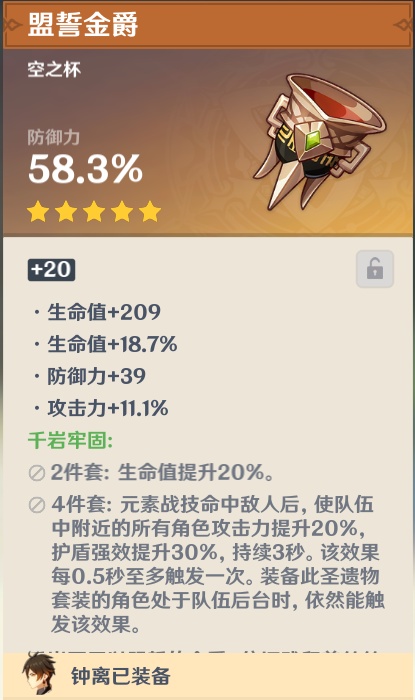 盟誓金爵
空之杯
防御力
58.3%
+20
·生命值+209
·生命值+18.7%
·防御力+39
·攻击力+11.1%
千岩牢固:
2件套：生命值提升20%。
4件套：元素战技命中敌人后，使队伍
中附近的所有角色攻击力提升20%，
护盾强效提升30%，持续3秒。该效果
每0.5秒至多触发一次。装备此圣遗物
套装的角色处于队伍后台时，依然能触
发该效果。
钟离已装备